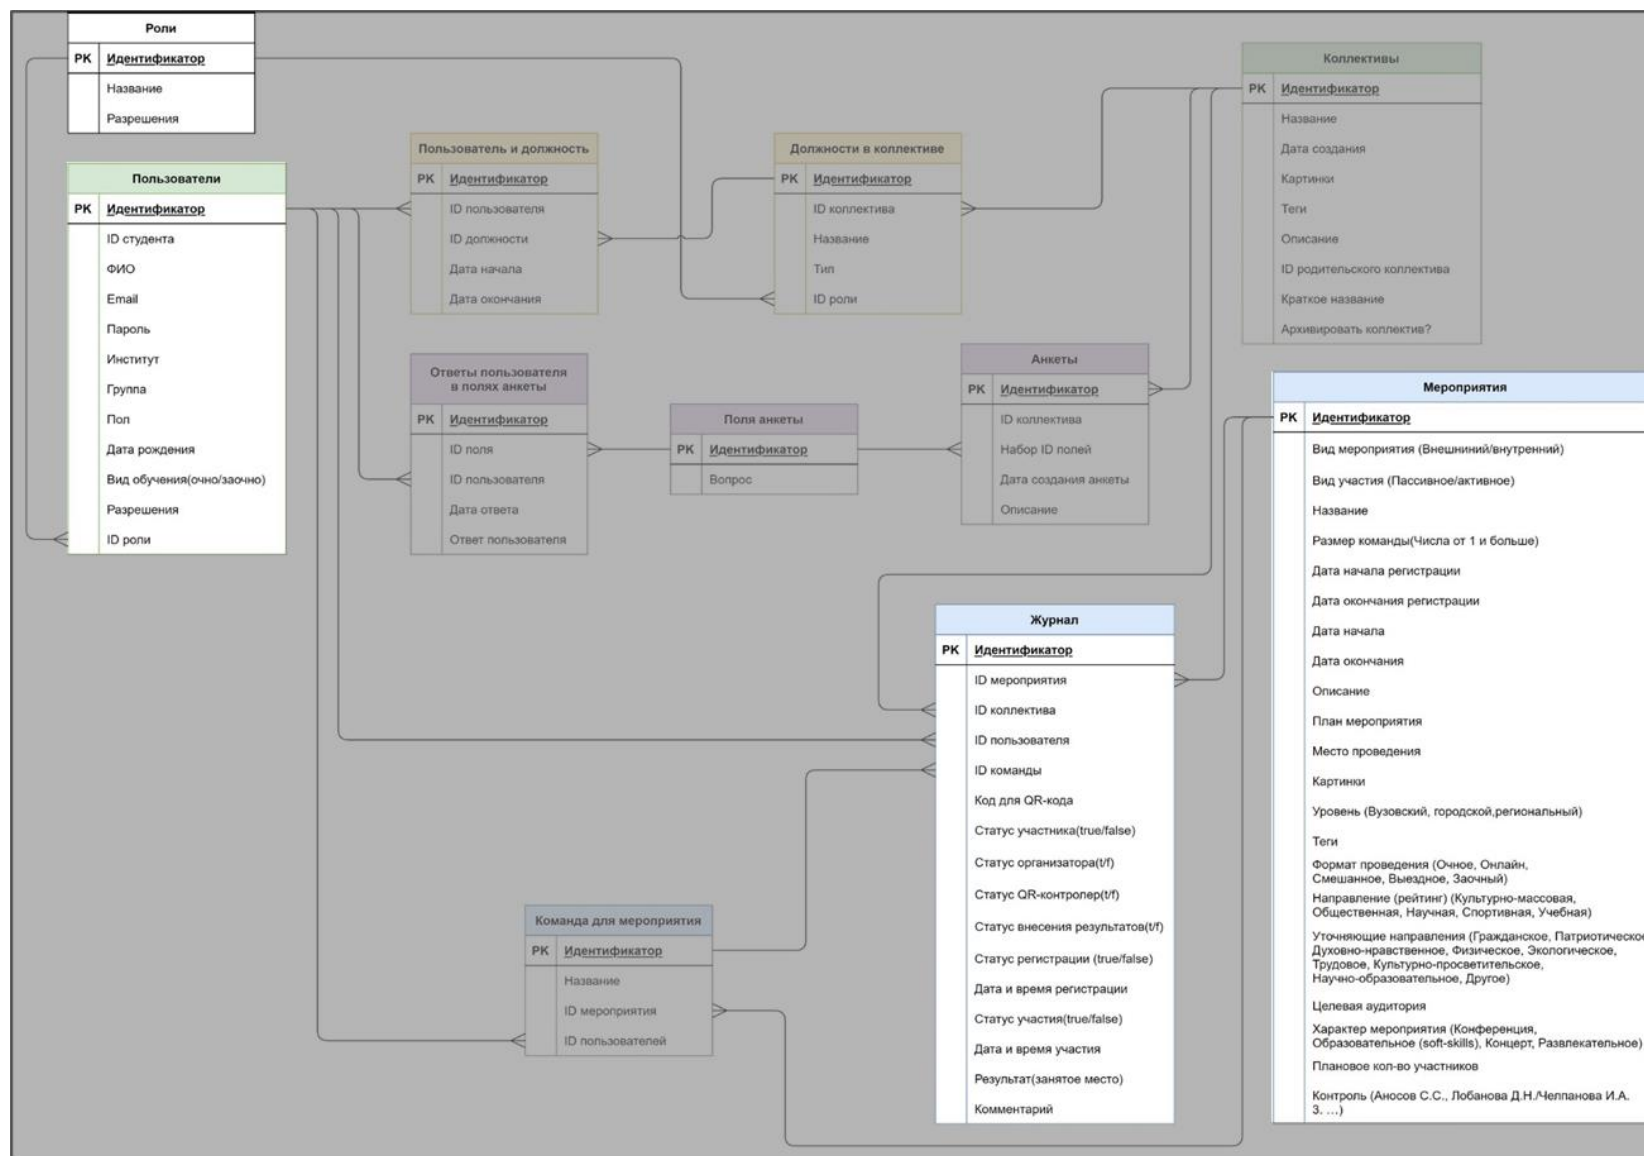 Роли
PK Идентификатор
Название
Разрешения
Пользователи
PK Идентификатор
ID студента
ФИО
Email
Пароль
Институт
Группа
Пол
Дата рождения
Вид обучения(очно/заочно)
Разрешения
ID роли
Пользователь и должность
PK Идентификатор
ID пользователя
ID должности
Дата начала
Дата окончания
Должности в коллективе
PK Идентификатор
ID коллектива
Название
Тип
ID роли
Коллективы
PK Идентификатор
Название
Дата создания
Картинки
Теги
Описание
ID родительского коллектива
Краткое название
Архивировать коллектив?
Ответы пользователя
в полях анкеты
PK Идентификатор
ID поля
ID пользователя
Дата ответа
Ответ пользователя
Поля анкеты
PK Идентификатор
Вопрос
Анкеты
PK Идентификатор
ID коллектива
Набор ID полей
Дата создания анкеты
Описание
Мероприятия
PK Идентификатор
Вид мероприятия (Внешниний/внутренний)
Вид участия (Пассивное/активное)
Название
Размер команды(Числа от 1 и больше)
Дата начала регистрации
Дата окончания регистрации
Дата начала
Дата окончания
Описание
План мероприятия
Место проведения
Картинки
Уровень (Вузовский, городской,региональный)
Теги
Формат проведения (Очное, Онлайн,
Смешанное, Выездное, Заочный)
Направление (рейтинг) (Культурно-массовая,
Общественная, Научная, Спортивная, Учебная)
Уточняющие направления (Гражданское, Патриотическое
Духовно-нравственное, Физическое, Экологическое,
Трудовое, Культурно-просветительское,
Научно-образовательное, Другое)
Целевая аудитория
Характер мероприятия (Конференция,
Образовательное (soft-skills), Концерт, Развлекательное)
Плановое кол-во участников
Контроль (Аносов С.С., Лобанова Д.Н./Челпанова И.А.
3. ...)
Журнал
PK Идентификатор
ID мероприятия
ID коллектива
ID пользователя
ID команды
Код для QR-кода
Статус участника(true/false)
Статус организатора(t/f)
Статус QR-контролер(t/f)
Статус внесения результатов(t/f)
Статус регистрации (true/false)
Дата и время регистрации
Статус участия(true/false)
Дата и время участия
Результат(занятое место)
Комментарий
Команда для мероприятия
PK Идентификатор
Название
ID мероприятия
ID пользователей